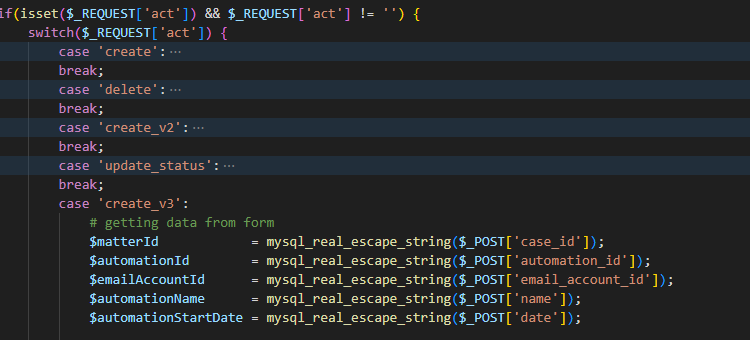 if(isset($_REQUEST['act']) && $_REQUEST['act'] != '') {
switch($_REQUEST['act']) {
case 'create': ⋯
break;
case 'delete': ⋯
break;
case 'create_v2': ⋯
break;
case 'update_status': ⋯
break;
case 'create_v3':
# getting data from form
$matterId = mysql_real_escape_string($_POST['case_id']);
$automationId = mysql_real_escape_string($_POST['automation_id']);
$emailAccountId = mysql_real_escape_string($_POST['email_account_id']);
$automationName = mysql_real_escape_string($_POST['name']);
$automationStartDate = mysql_real_escape_string($_POST['date']);